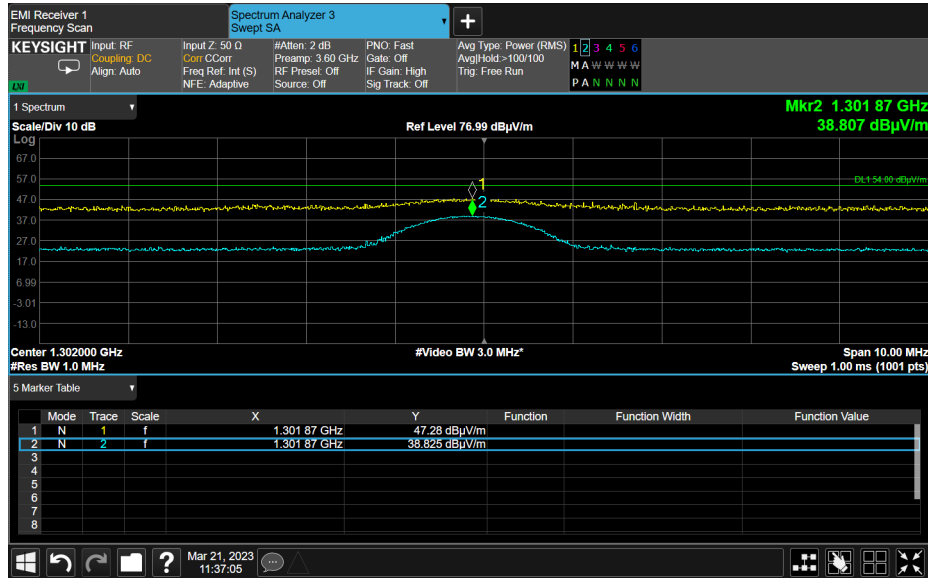 EMI Receiver 1
Frequency Scan
Spectrum Analyzer 3
Swept SA
KEYSIGHT
LXI
Input: RF
Coupling: DC
Align: Auto
Input Z: 50 Ω
Corr CCorr
Freq Ref: Int (S)
NFE: Adaptive
#Atten: 2 dB
Preamp: 3.60 GHz
RF Presel: Off
Source: Off
PNO: Fast
Gate: Off
IF Gain: High
Sig Track: Off
Avg Type: Power (RMS)
Avg|Hold:>100/100
Trig: Free Run
1 2 3 4 5 6
M A W W W W
P A N N N N
1 Spectrum
Scale/Div 10 dB
Ref Level 76.99 dBµV/m
Mkr2 1.301 87 GHz
38.807 dBµV/m
Log
67.0
57.0
47.0
37.0
27.0
17.0
6.99
-3.01
-13.0
DL1 54.00 dBµV/m
1
2
Center 1.302000 GHz
#Video BW 3.0 MHz*
Span 10.00 MHz
#Res BW 1.0 MHz
Sweep 1.00 ms (1001 pts)
5 Marker Table
Mode Trace Scale X Y Function Function Width Function Value
1 N 1 f 1.301 87 GHz 47.28 dBµV/m
2 N 2 f 1.301 87 GHz 38.825 dBµV/m
3
4
5
6
7
8
?
Mar 21, 2023
11:37:05